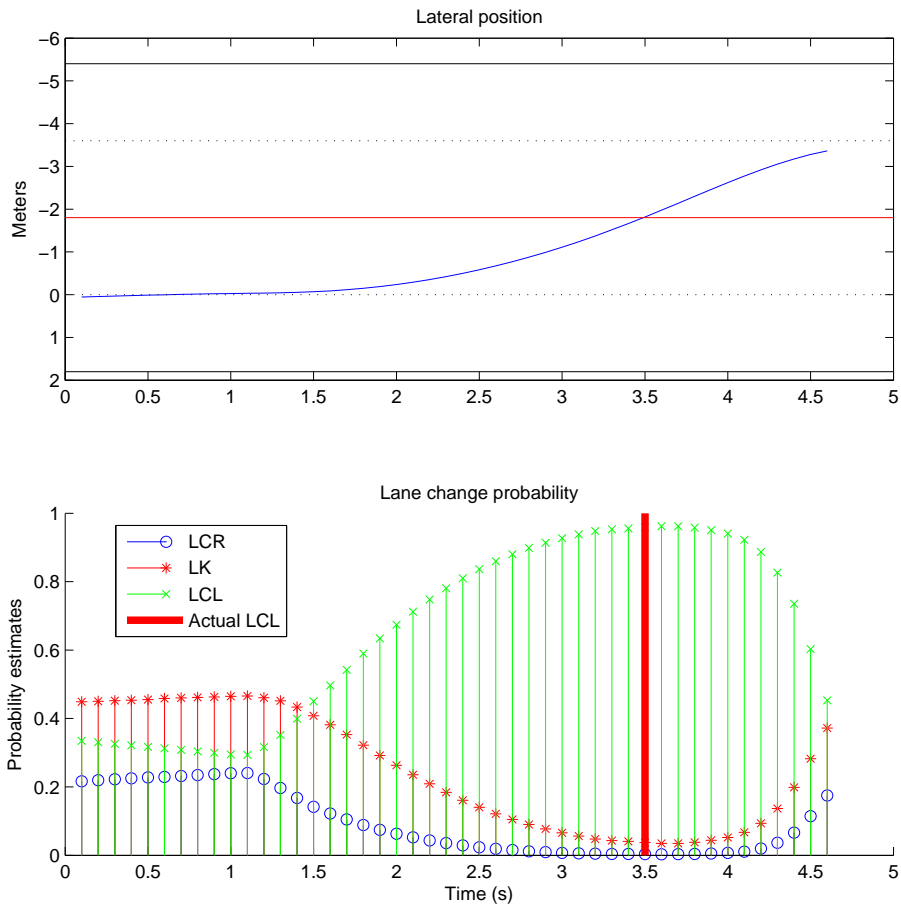 Lateral position
Meters
−6
−5
−4
−3
−2
−1
0
1
2
0 0.5 1 1.5 2 2.5 3 3.5 4 4.5 5
Lane change probability
Probability estimates
1
0.8
0.6
0.4
0.2
0
LCR
LK
LCL
Actual LCL
0 0.5 1 1.5 2 2.5 3 3.5 4 4.5 5
Time (s)